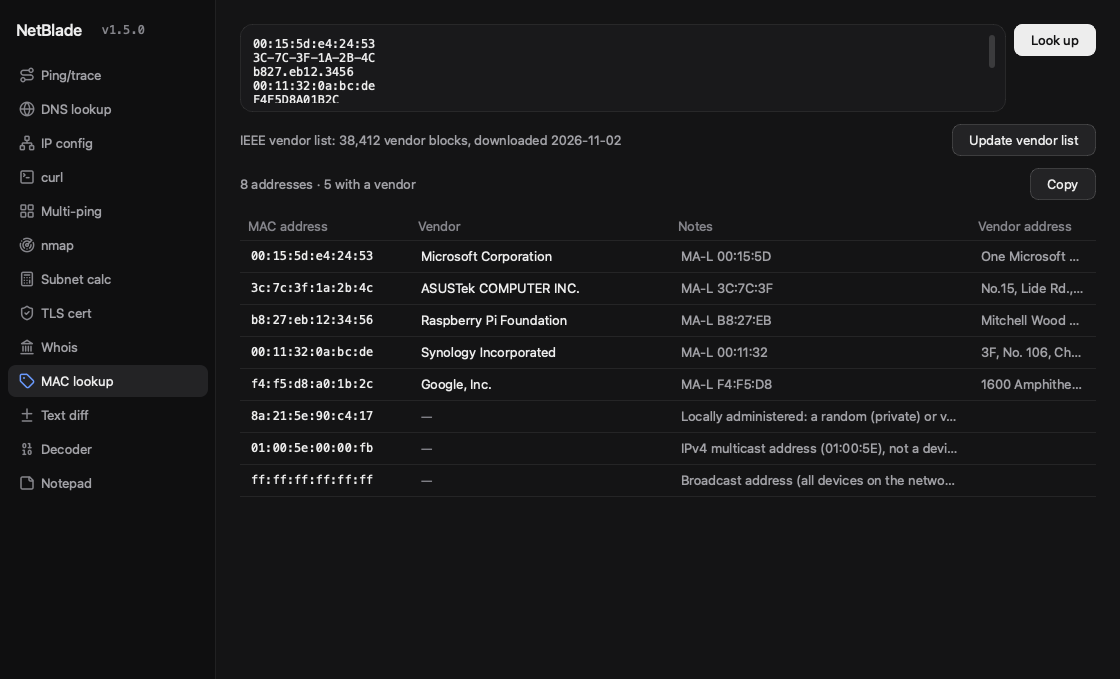 NetBlade v1.5.0
Ping/trace
DNS lookup
IP config
curl
Multi-ping
nmap
Subnet calc
TLS cert
Whois
MAC lookup
Text diff
Decoder
Notepad
00:15:5d:e4:24:53
3C-7C-3F-1A-2B-4C
b827.eb12.3456
00:11:32:0a:bc:de
F4F5D8A01B2C
Look up
IEEE vendor list: 38,412 vendor blocks, downloaded 2026-11-02
Update vendor list
8 addresses · 5 with a vendor
Copy
MAC address Vendor Notes Vendor address
00:15:5d:e4:24:53 Microsoft Corporation MA-L 00:15:5D One Microsoft ...
3c:7c:3f:1a:2b:4c ASUSTek COMPUTER INC. MA-L 3C:7C:3F No.15, Lide Rd.,...
b8:27:eb:12:34:56 Raspberry Pi Foundation MA-L B8:27:EB Mitchell Wood ...
00:11:32:0a:bc:de Synology Incorporated MA-L 00:11:32 3F, No. 106, Ch...
f4:f5:d8:a0:1b:2c Google, Inc. MA-L F4:F5:D8 1600 Amphithe...
8a:21:5e:90:c4:17 — Locally administered: a random (private) or v...
01:00:5e:00:00:fb — IPv4 multicast address (01:00:5E), not a devi...
ff:ff:ff:ff:ff:ff — Broadcast address (all devices on the netwo...